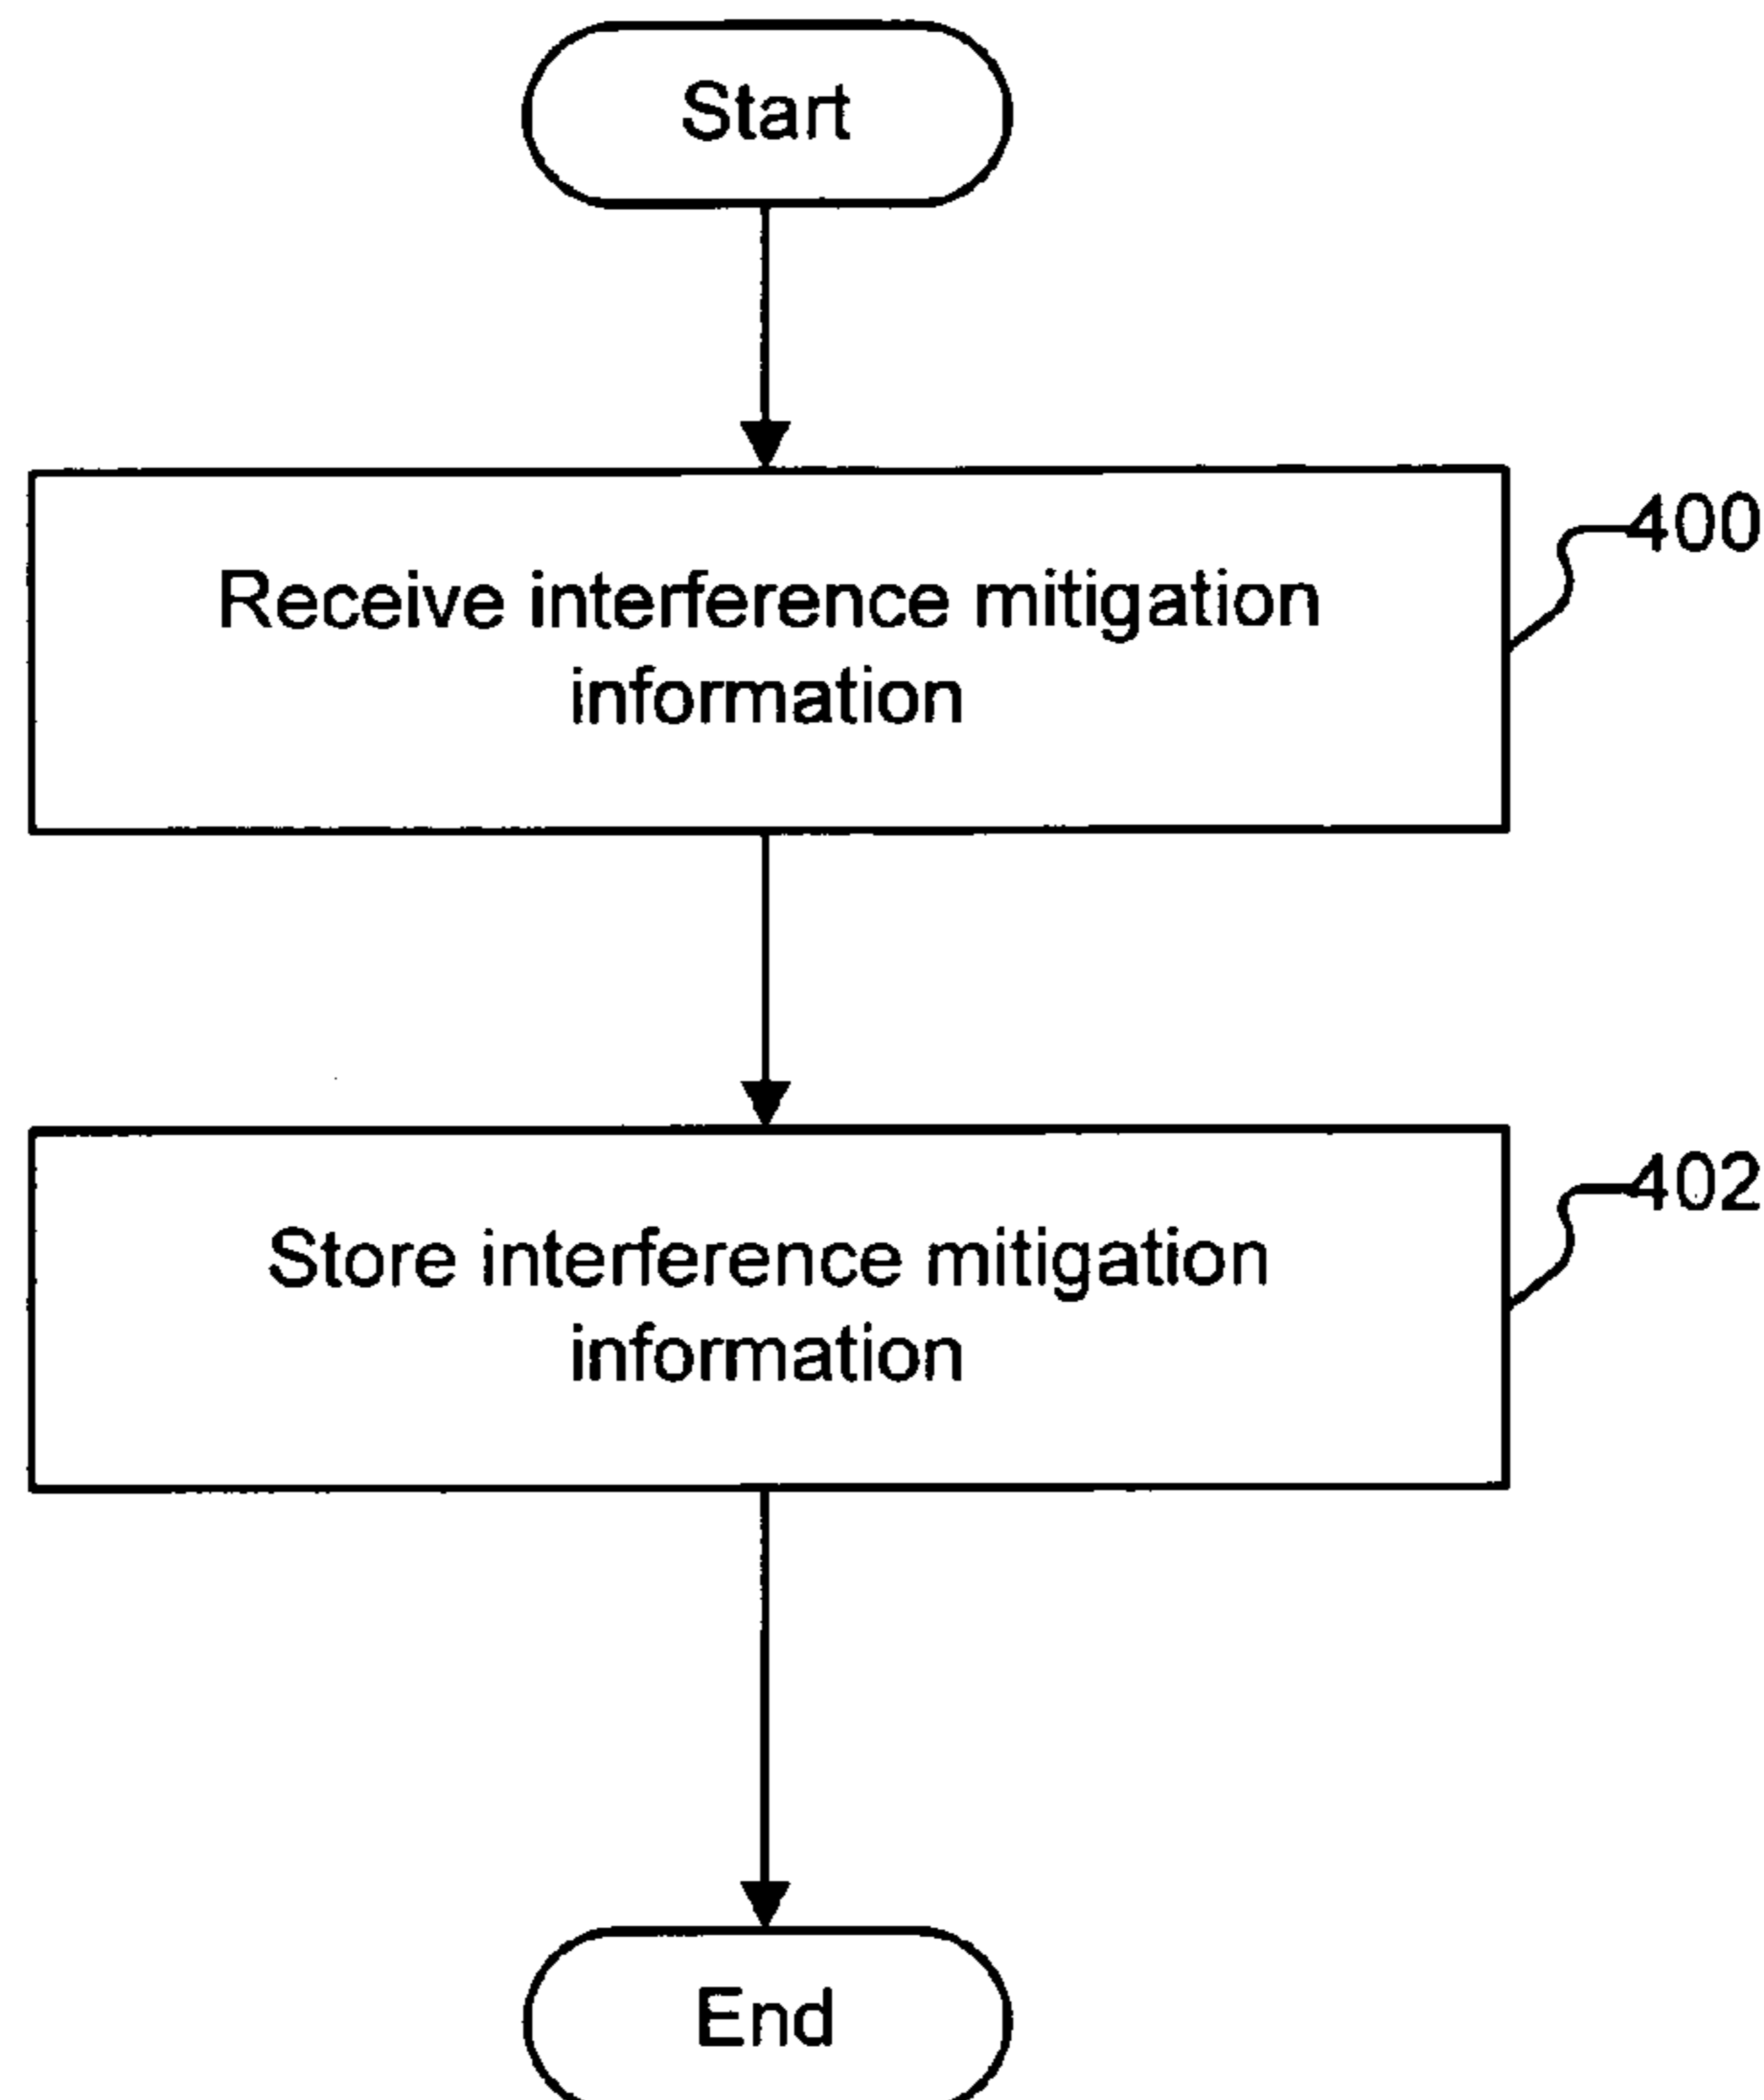 Start
Receive interference mitigation
information
400
Store interference mitigation
information
402
End